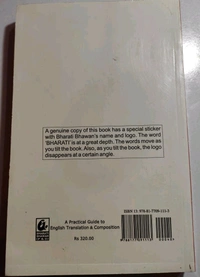 A genuine copy of this book has a special sticker
with Bharati Bhawan's name and logo. The word
'BHARATI' is at a great depth. The words move as
you tilt the book. Also, as you tilt the book, the logo
disappears at a certain angle.
A Practical Guide to
English Translation & Composition
Rs 320.00